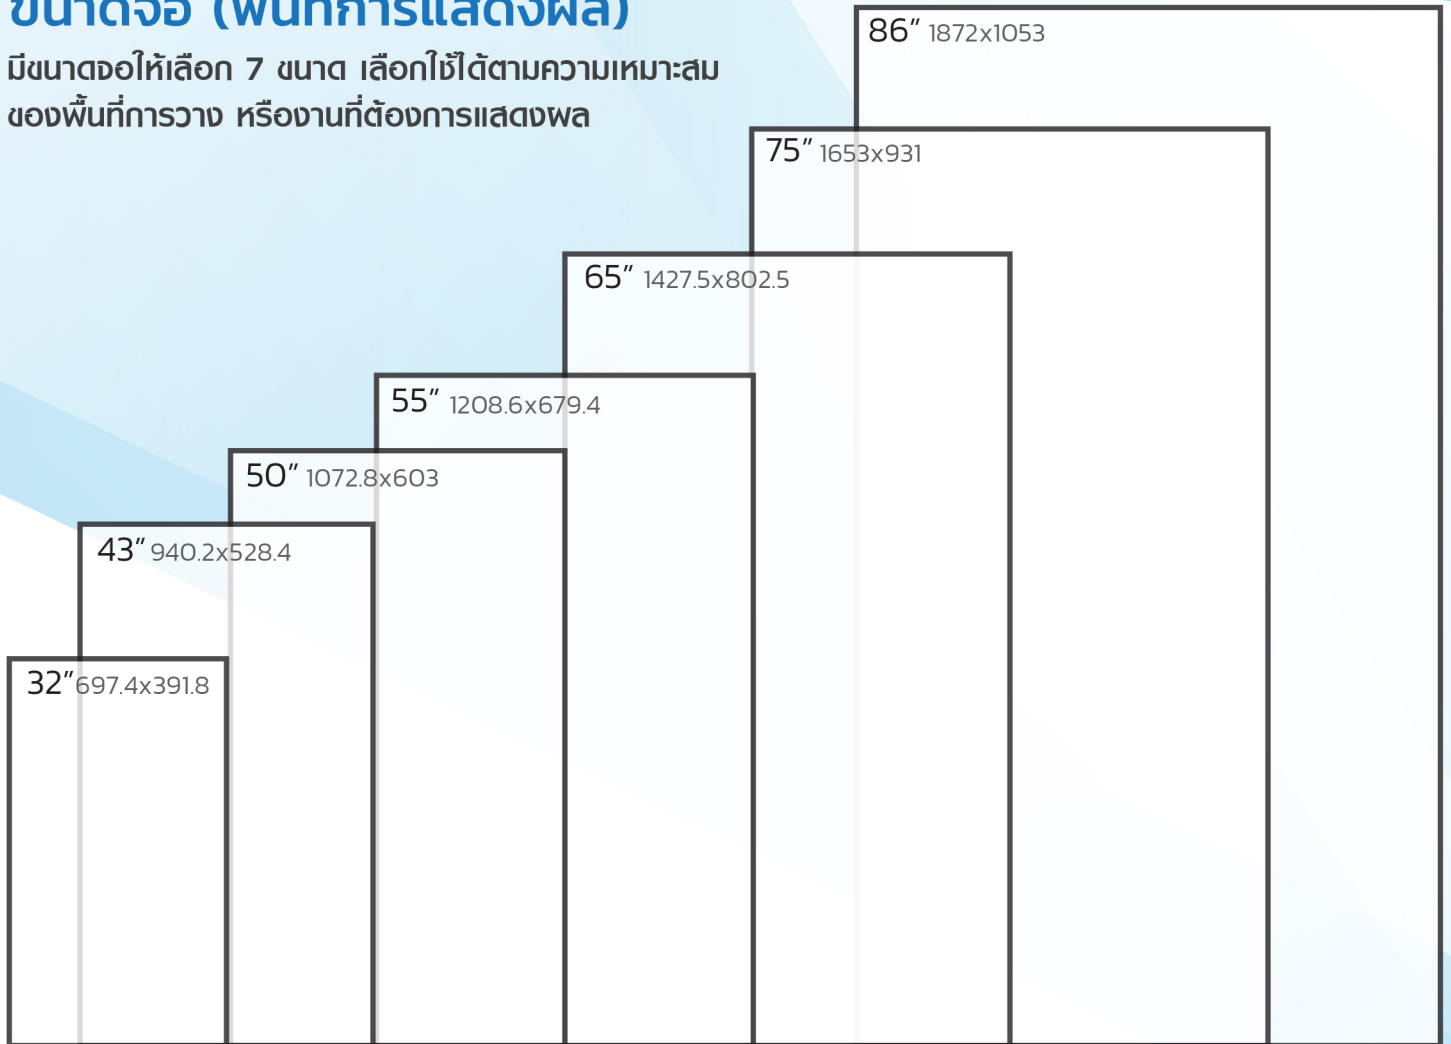 ขนาดจอ (พื้นที่การแสดงผล)
มีขนาดจอให้เลือก 7 ขนาด เลือกใช้ได้ตามความเหมาะสม
ของพื้นที่การวาง หรืองานที่ต้องการแสดงผล
86" 1872x1053
75" 1653x931
65" 1427.5x802.5
55" 1208.6x679.4
50" 1072.8x603
43" 940.2x528.4
32" 697.4x391.8